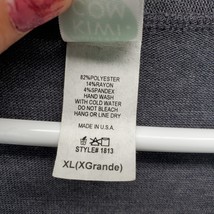 82%POLYESTER
14%RAYON
4%SPANDEX
HAND WASH
WITH COLD WATER
DO NOT BLEACH
HANG OR LINE DRY
MADE IN U.S.A.
STYLE# 1813
XL(XGrande)